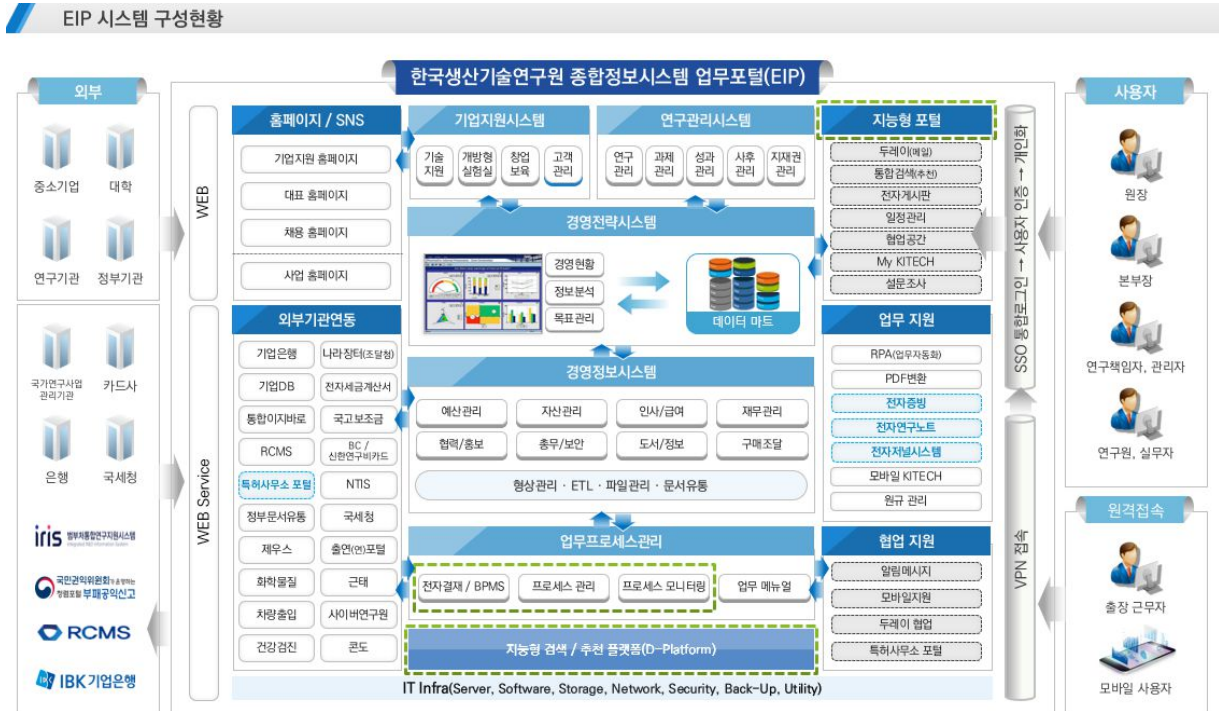 EIP 시스템 구성현황
한국생산기술연구원 종합정보시스템 업무포털(EIP)
외부
중소기업
대학
연구기관
정부기관
국가연구사업
관리기관
카드사
은행
국세청
iris 범부처통합연구지원시스템
국민권익위원회가 운영하는
청렴포털 부패공익신고
RCMS
IBK기업은행
WEB
WEB Service
홈페이지 / SNS
기업지원 홈페이지
대표 홈페이지
채용 홈페이지
사업 홈페이지
외부기관연동
기업은행
나라장터(조달청)
기업DB
전자세금계산서
통합이지바로
국고보조금
RCMS
BC /
신한연구비카드
특허사무소 포털
NTIS
정부문서유통
국세청
제우스
출연(연)포털
화학물질
근태
차량출입
사이버연구원
건강검진
콘도
기업지원시스템
기술
지원
개방형
실험실
창업
보육
고객
관리
연구관리시스템
연구
관리
과제
관리
성과
관리
사후
관리
지재권
관리
경영전략시스템
경영현황
정보분석
목표관리
데이터 마트
경영정보시스템
예산관리
자산관리
인사/급여
재무관리
협력/홍보
총무/보안
도서/정보
구매조달
형상관리 · ETL · 파일관리 · 문서유통
업무프로세스관리
전자결재 / BPMS
프로세스 관리
프로세스 모니터링
업무 메뉴얼
지능형 검색 / 추천 플랫폼(D-Platform)
IT Infra(Server, Software, Storage, Network, Security, Back-Up, Utility)
지능형 포털
두레이(메일)
통합검색(추천)
전자게시판
일정관리
협업공간
My KITECH
설문조사
업무 지원
RPA(업무자동화)
PDF변환
전자증빙
전자연구노트
전자저널시스템
모바일 KITECH
원규 관리
협업 지원
알림메시지
모바일지원
두레이 협업
특허사무소 포털
SSO 통합로그인 → 사용자 인증 → 개인화
VPN 접속
사용자
원장
본부장
연구책임자, 관리자
연구원, 실무자
원격접속
출장 근무자
모바일 사용자